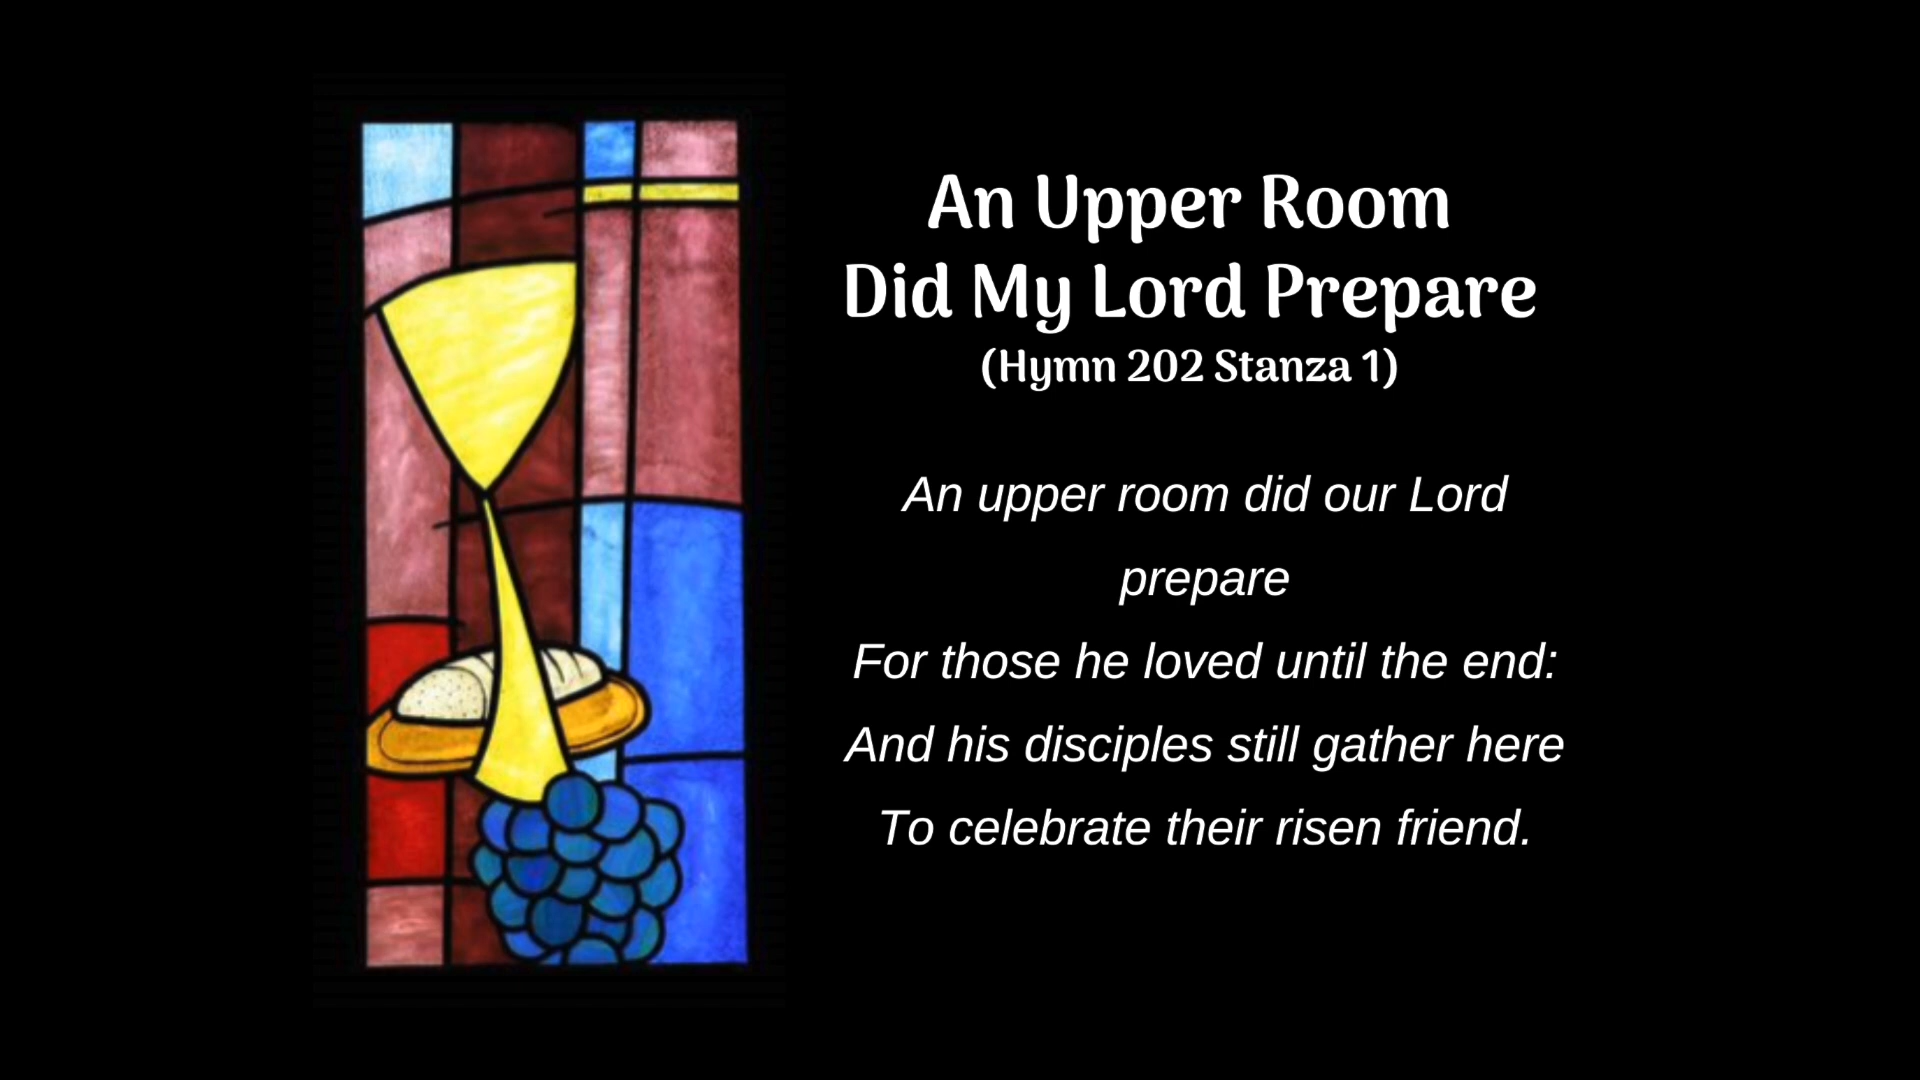 An Upper Room
Did My Lord Prepare
(Hymn 202 Stanza 1)
An upper room did our Lord
prepare
For those he loved until the end:
And his disciples still gather here
To celebrate their risen friend.